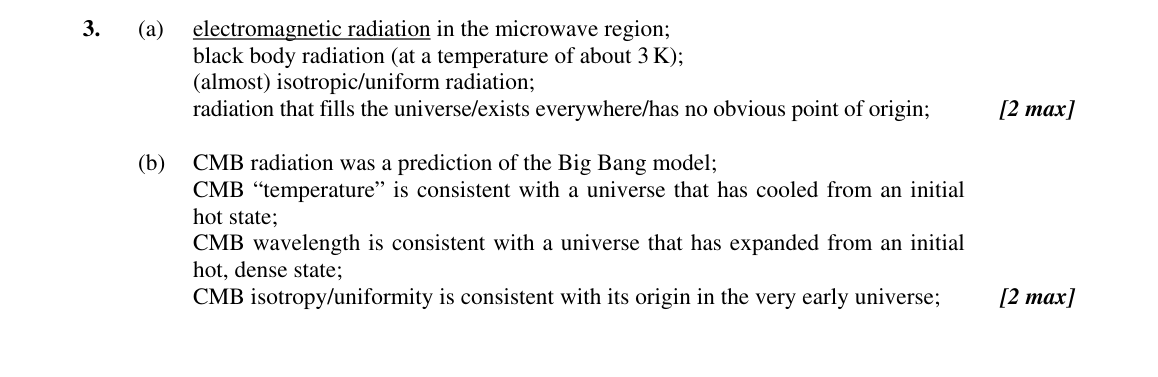 3. (a) electromagnetic radiation in the microwave region;
black body radiation (at a temperature of about 3 K);
(almost) isotropic/uniform radiation;
radiation that fills the universe/exists everywhere/has no obvious point of origin; [2 max]
(b) CMB radiation was a prediction of the Big Bang model;
CMB “temperature” is consistent with a universe that has cooled from an initial
hot state;
CMB wavelength is consistent with a universe that has expanded from an initial
hot, dense state;
CMB isotropy/uniformity is consistent with its origin in the very early universe; [2 max]